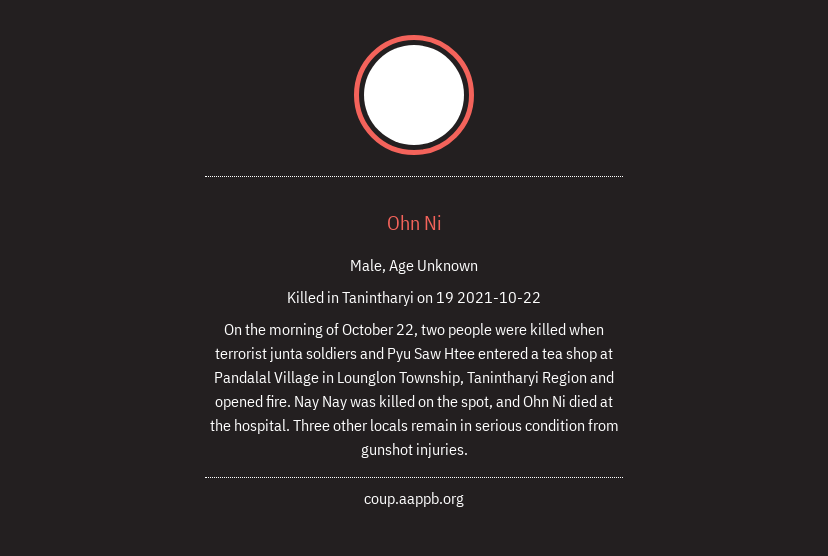 Ohn Ni
Male, Age Unknown
Killed in Tanintharyi on 19 2021-10-22
On the morning of October 22, two people were killed when
terrorist junta soldiers and Pyu Saw Htee entered a tea shop at
Pandalal Village in Lounglon Township, Tanintharyi Region and
opened fire. Nay Nay was killed on the spot, and Ohn Ni died at
the hospital. Three other locals remain in serious condition from
gunshot injuries.
coup.aappb.org